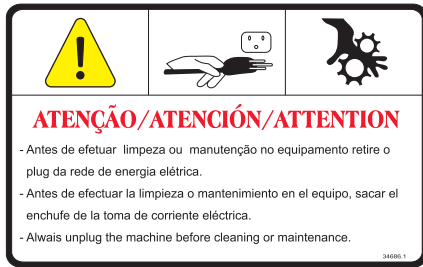 ATENÇÃO/ATENCIÓN/ATTENTION
- Antes de efetuar limpeza ou manutenção no equipamento retire o
plug da rede de energia elétrica.
- Antes de efectuar la limpieza o mantenimiento en el equipo, sacar el
enchufe de la toma de corriente eléctrica.
- Alwais unplug the machine before cleaning or maintenance.
34686.1